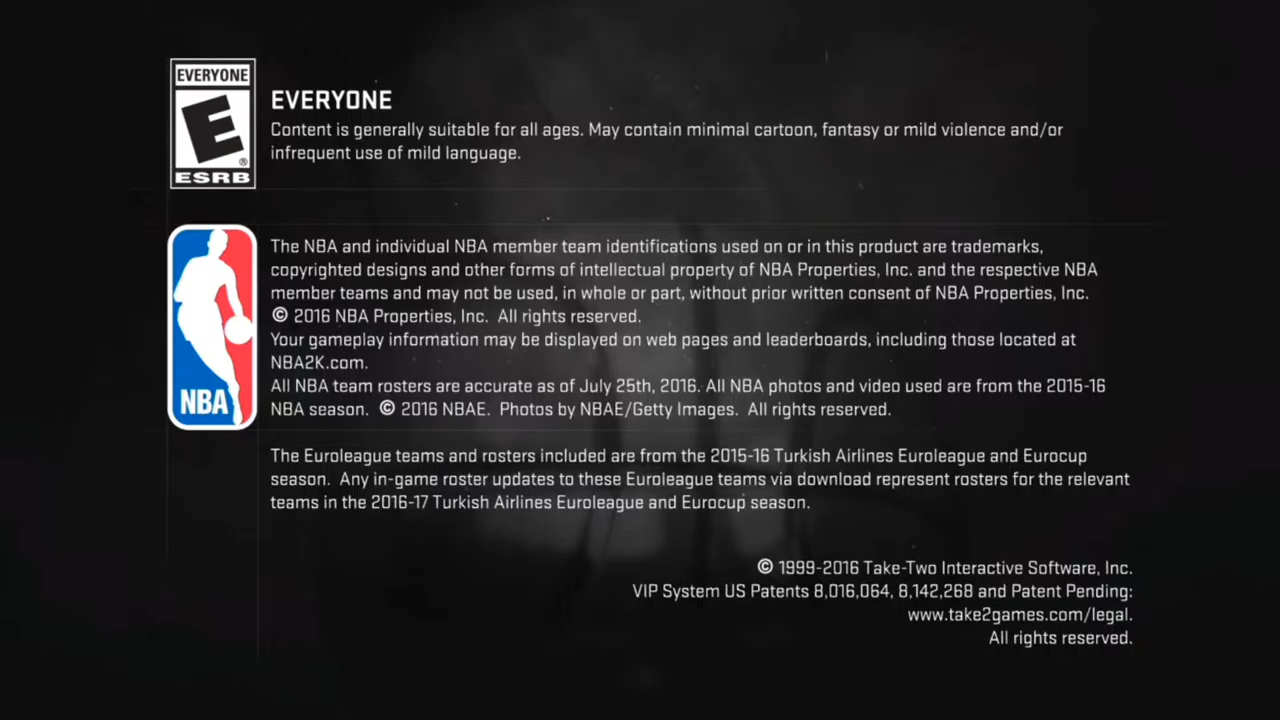 EVERYONE
E
®
ESRB
EVERYONE
Content is generally suitable for all ages. May contain minimal cartoon, fantasy or mild violence and/or
infrequent use of mild language.
NBA
The NBA and individual NBA member team identifications used on or in this product are trademarks,
copyrighted designs and other forms of intellectual property of NBA Properties, Inc. and the respective NBA
member teams and may not be used, in whole or part, without prior written consent of NBA Properties, Inc.
© 2016 NBA Properties, Inc. All rights reserved.
Your gameplay information may be displayed on web pages and leaderboards, including those located at
NBA2K.com.
All NBA team rosters are accurate as of July 25th, 2016. All NBA photos and video used are from the 2015-16
NBA season. © 2016 NBAE. Photos by NBAE/Getty Images. All rights reserved.
The Euroleague teams and rosters included are from the 2015-16 Turkish Airlines Euroleague and Eurocup
season. Any in-game roster updates to these Euroleague teams via download represent rosters for the relevant
teams in the 2016-17 Turkish Airlines Euroleague and Eurocup season.
© 1999-2016 Take-Two Interactive Software, Inc.
VIP System US Patents 8,016,064, 8,142,268 and Patent Pending:
www.take2games.com/legal.
All rights reserved.